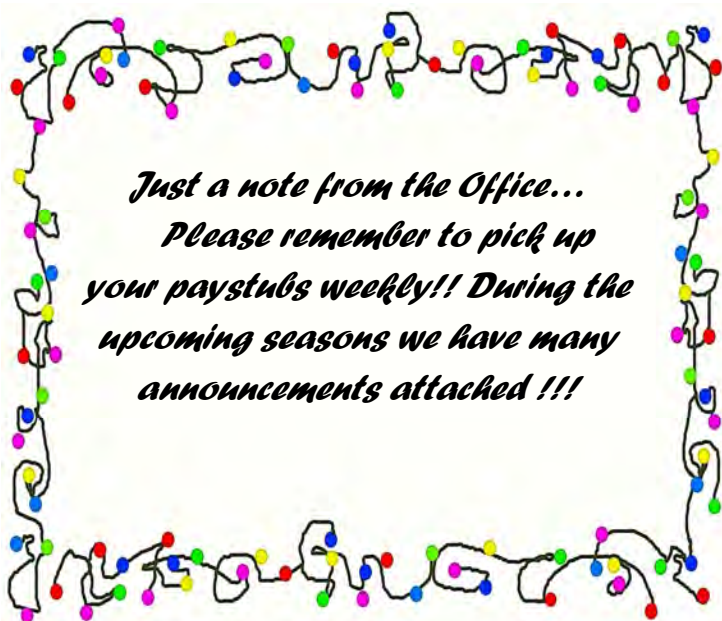 Just a note from the Office...
Please remember to pick up
your paystubs weekly!! During the
upcoming seasons we have many
announcements attached !!!